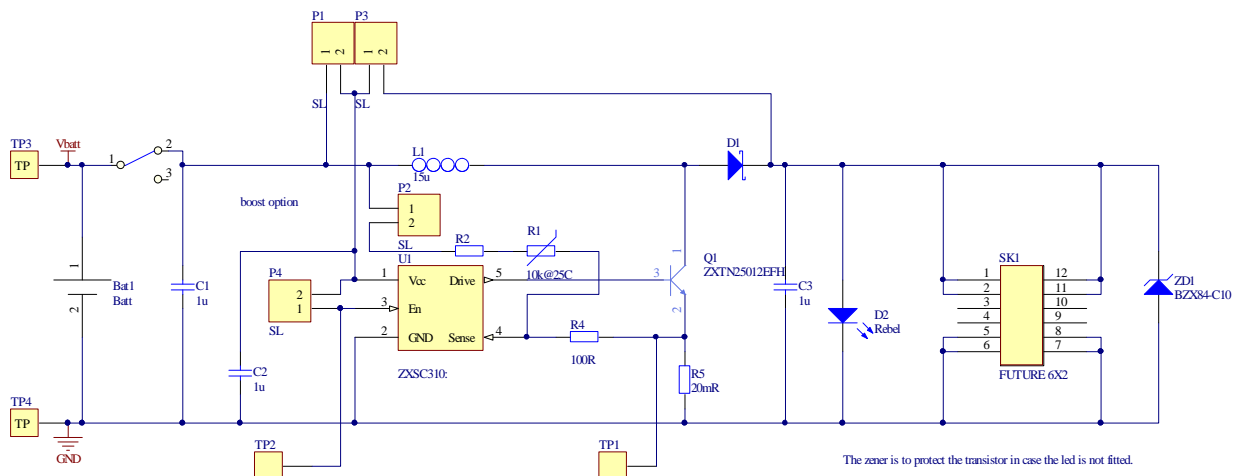 P1 P3
1 2 1 2
SL SL
TP3
TP
Vbatt
1 2
3
L1
15u
D1
boost option
P2
1
2
SL
R2 R1
10k@25C
U1
1 Vcc Drive 5
3 En
2 GND Sense 4
ZXSC310:
P4
2
1
SL
Q1
ZXTN25012EFH
1
3
2
1
2
Bat1
Batt
C1
1u
C2
1u
R4
100R
R5
20mR
C3
1u
D2
Rebel
SK1
1 12
2 11
3 10
4 9
5 8
6 7
FUTURE 6X2
ZD1
BZX84-C10
TP4
TP
GND
TP2
TP1
The zener is to protect the transistor in case the led is not fitted.